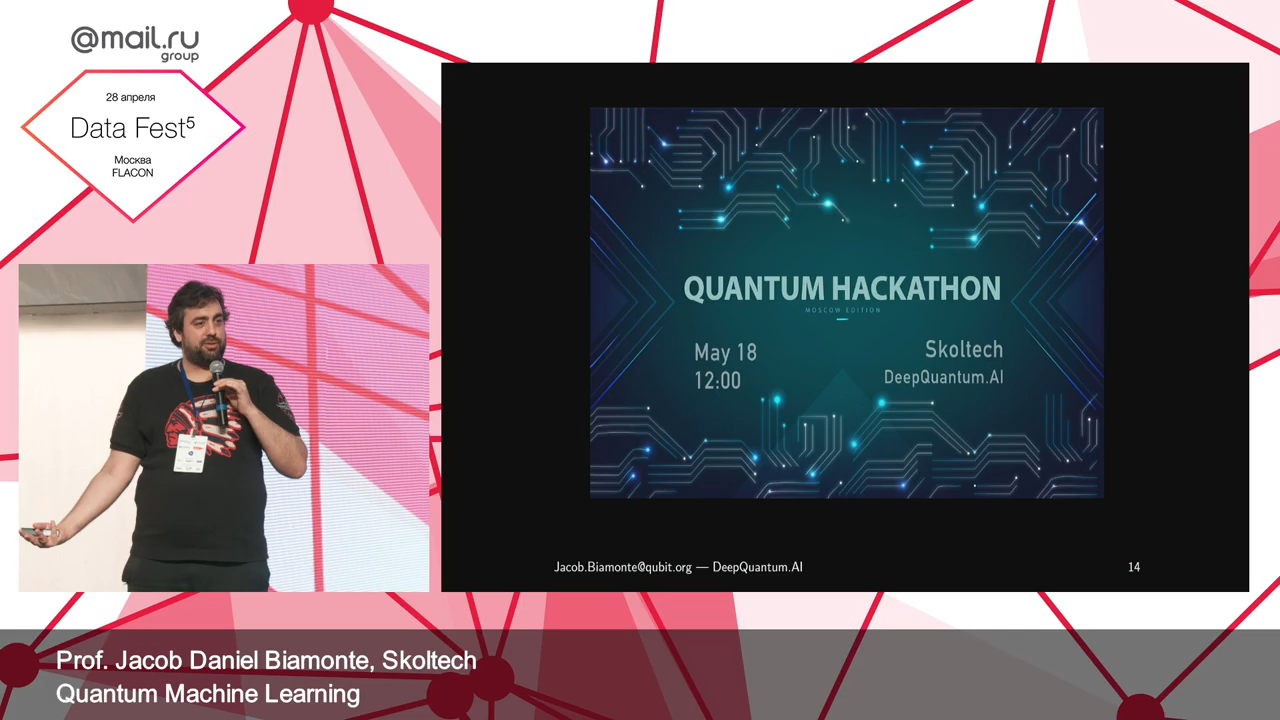 @mail.ru
group
28 апреля
Data Fest⁵
Москва
FLACON
QUANTUM HACKATHON
MOSCOW EDITION
May 18
12:00
Skoltech
DeepQuantum.AI
Jacob.Biamonte@qubit.org — DeepQuantum.AI
14
Prof. Jacob Daniel Biamonte, Skoltech
Quantum Machine Learning